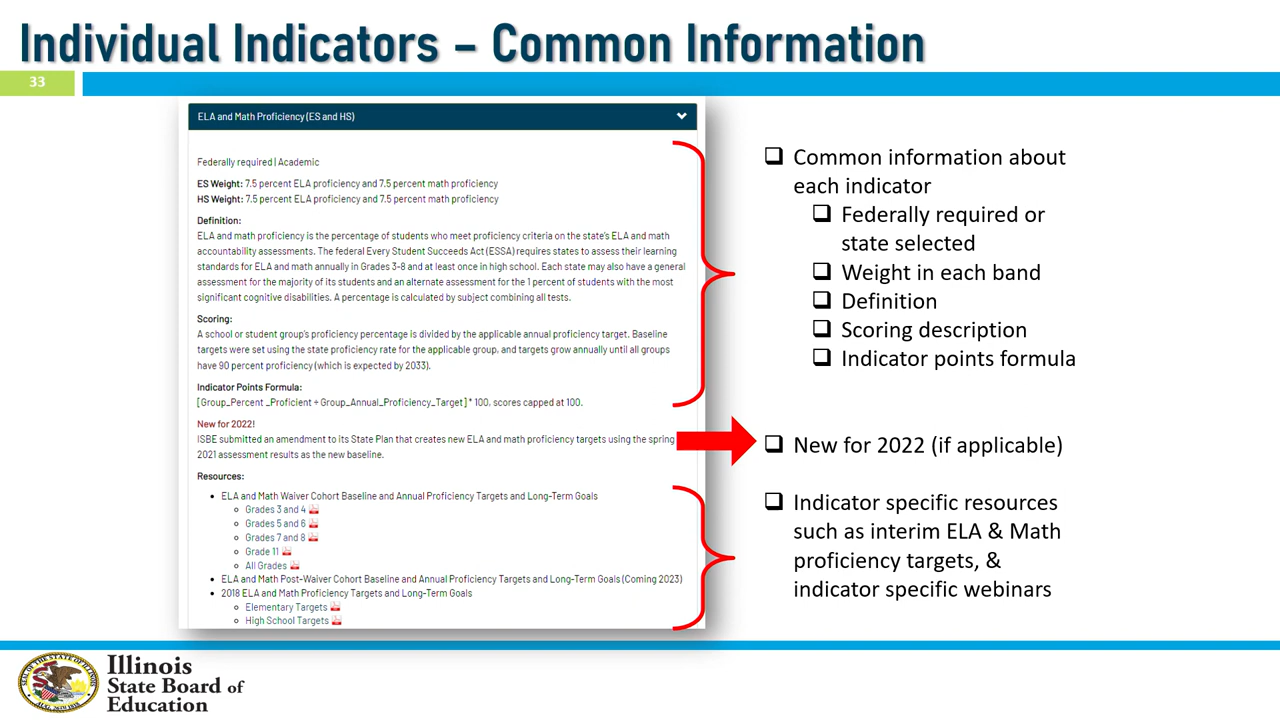 Individual Indicators – Common Information
33
ELA and Math Proficiency (ES and HS)
Federally required | Academic
ES Weight: 7.5 percent ELA proficiency and 7.5 percent math proficiency
HS Weight: 7.5 percent ELA proficiency and 7.5 percent math proficiency
Definition:
ELA and math proficiency is the percentage of students who meet proficiency criteria on the state's ELA and math
accountability assessments. The federal Every Student Succeeds Act (ESSA) requires states to assess their learning
standards for ELA and math annually in Grades 3-8 and at least once in high school. Each state may also have a general
assessment for the majority of its students and an alternate assessment for the 1 percent of students with the most
significant cognitive disabilities. A percentage is calculated by subject combining all tests.
Scoring:
A school or student group's proficiency percentage is divided by the applicable annual proficiency target. Baseline
targets were set using the state proficiency rate for the applicable group, and targets grow annually until all groups
have 90 percent proficiency (which is expected by 2033).
Indicator Points Formula:
[Group_Percent _Proficient ÷ Group_Annual_Proficiency_Target] * 100, scores capped at 100.
New for 2022!
ISBE submitted an amendment to its State Plan that creates new ELA and math proficiency targets using the spring
2021 assessment results as the new baseline.
Resources:
• ELA and Math Waiver Cohort Baseline and Annual Proficiency Targets and Long-Term Goals
Grades 3 and 4
Grades 5 and 6
Grades 7 and 8
Grade 11
All Grades
• ELA and Math Post-Waiver Cohort Baseline and Annual Proficiency Targets and Long-Term Goals (Coming 2023)
• 2018 ELA and Math Proficiency Targets and Long-Term Goals
Elementary Targets
High School Targets
Common information about
each indicator
Federally required or
state selected
Weight in each band
Definition
Scoring description
Indicator points formula
New for 2022 (if applicable)
Indicator specific resources
such as interim ELA & Math
proficiency targets, &
indicator specific webinars
Illinois
State Board of
Education